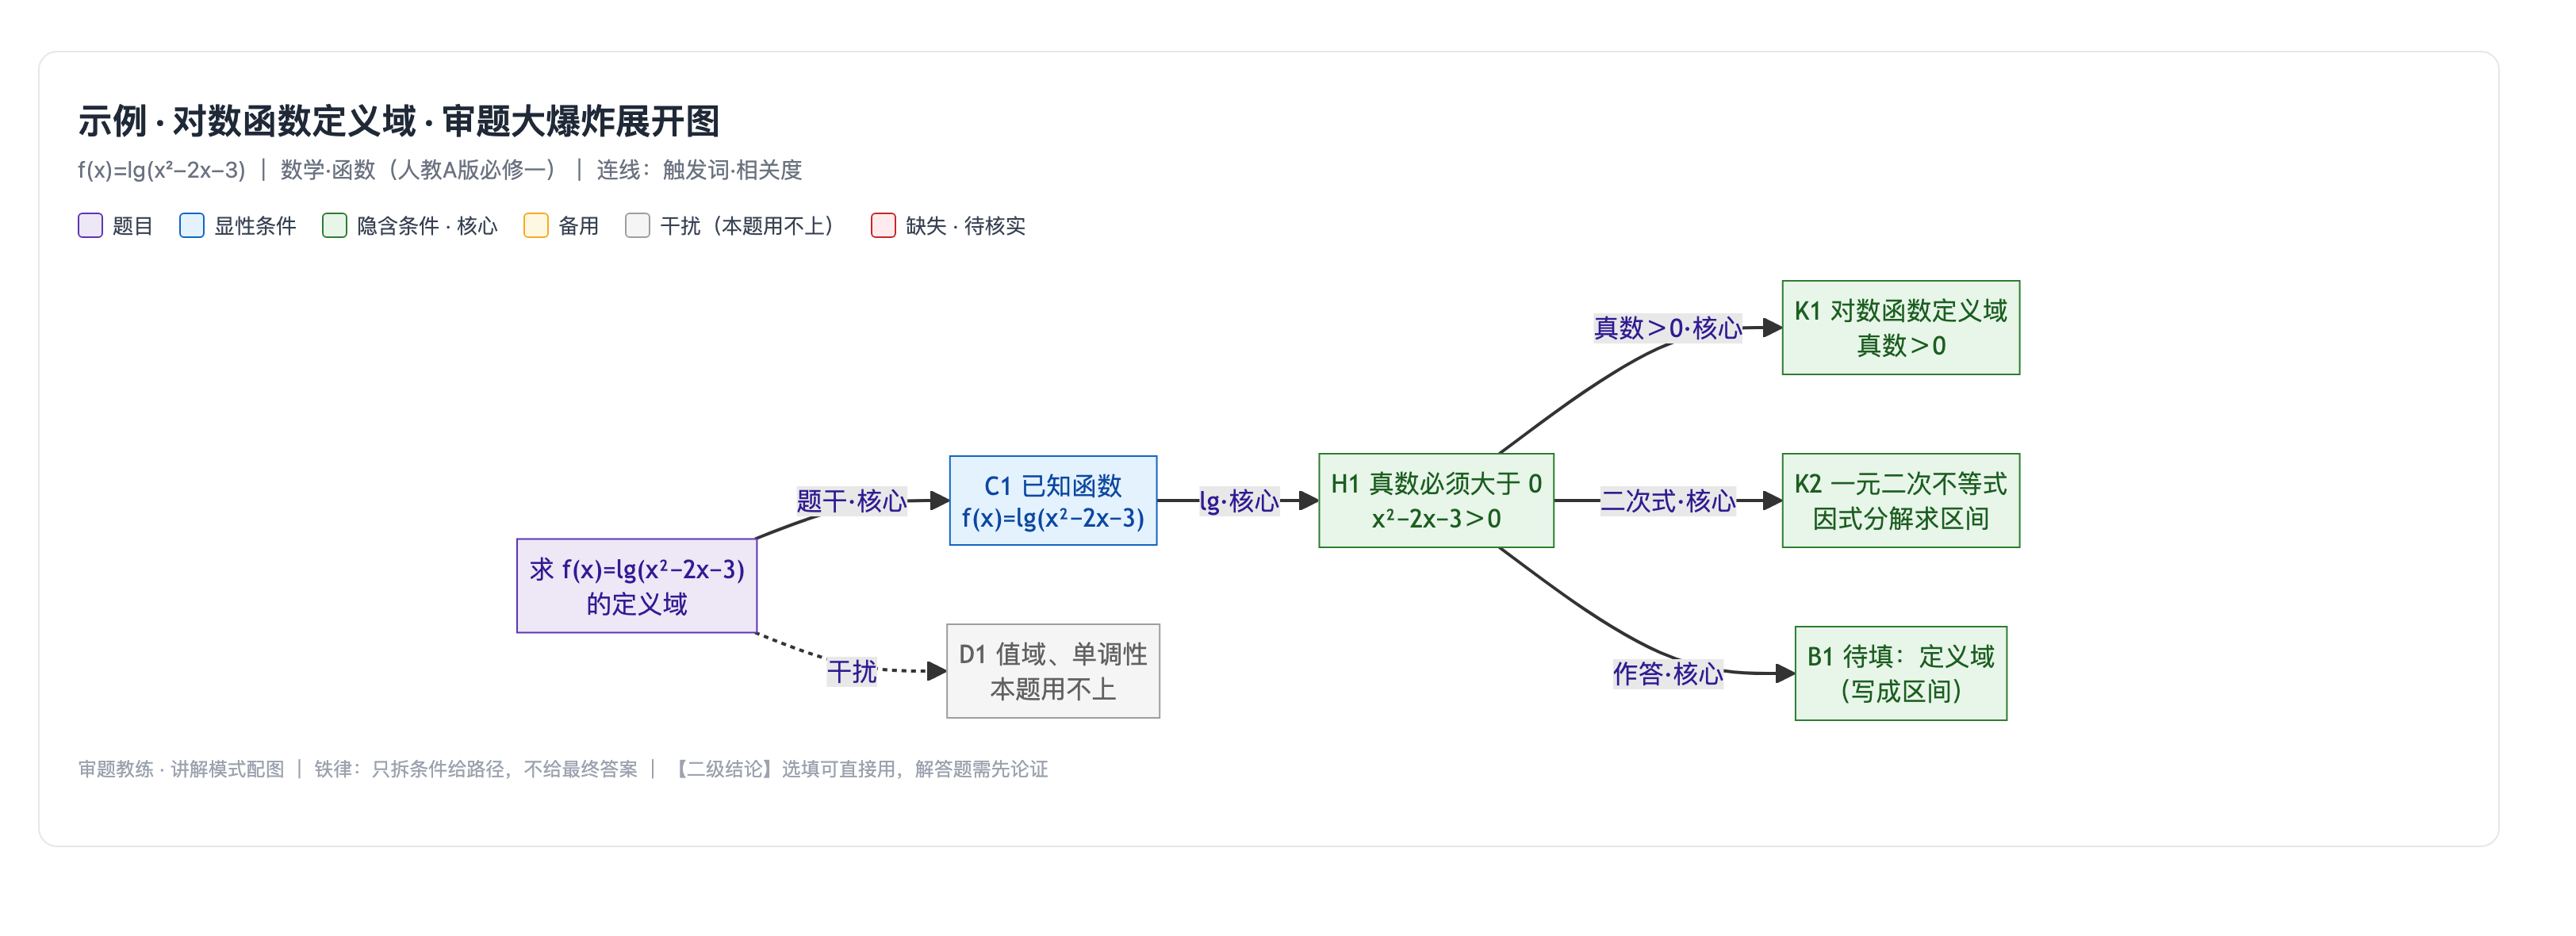 示例 · 对数函数定义域 · 审题大爆炸展开图
f(x)=lg(x²−2x−3) ｜ 数学·函数（人教A版必修一） ｜ 连线：触发词·相关度
题目 显性条件 隐含条件 · 核心 备用 干扰（本题用不上） 缺失 · 待核实
求 f(x)=lg(x²−2x−3)
的定义域
题干·核心
C1 已知函数
f(x)=lg(x²−2x−3)
干扰
D1 值域、单调性
本题用不上
lg·核心
H1 真数必须大于 0
x²−2x−3＞0
真数＞0·核心
K1 对数函数定义域
真数＞0
二次式·核心
K2 一元二次不等式
因式分解求区间
作答·核心
B1 待填：定义域
（写成区间）
审题教练 · 讲解模式配图 ｜ 铁律：只拆条件给路径，不给最终答案 ｜ 【二级结论】选填可直接用，解答题需先论证